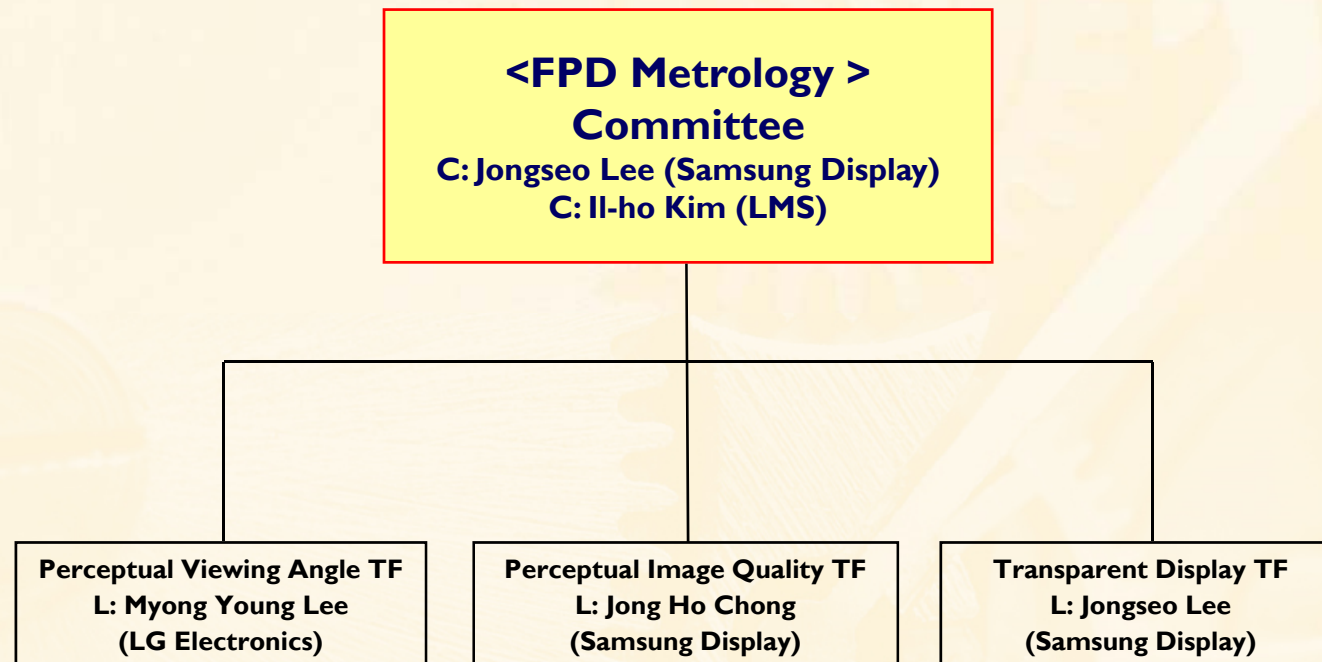 <FPD Metrology >
Committee
C: Jongseo Lee (Samsung Display)
C: Il-ho Kim (LMS)
Perceptual Viewing Angle TF
L: Myong Young Lee
(LG Electronics)
Perceptual Image Quality TF
L: Jong Ho Chong
(Samsung Display)
Transparent Display TF
L: Jongseo Lee
(Samsung Display)